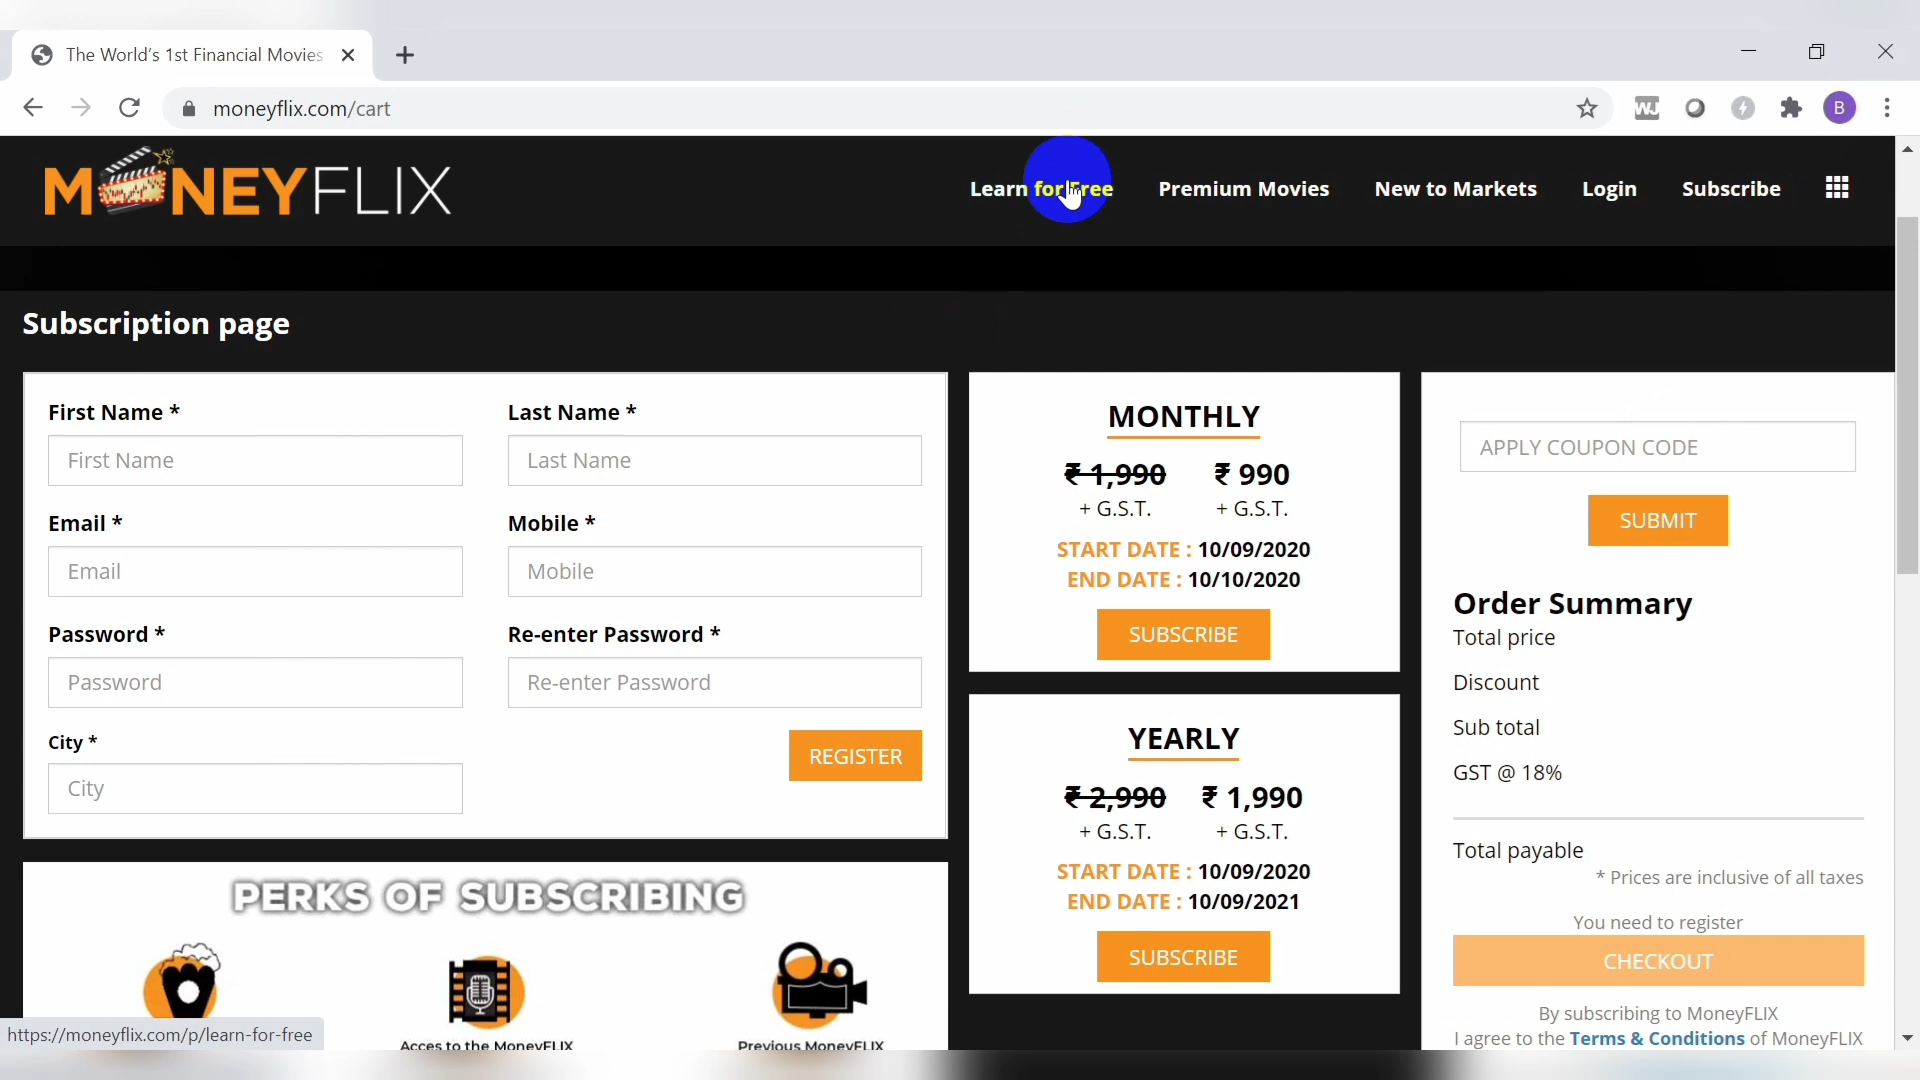 The World's 1st Financial Movies
moneyflix.com/cart
B
MONEYFLIX
Learn for Free
Premium Movies
New to Markets
Login
Subscribe
Subscription page
First Name *
Last Name *
First Name
Last Name
Email *
Mobile *
Email
Mobile
Password *
Re-enter Password *
Password
Re-enter Password
City *
City
REGISTER
PERKS OF SUBSCRIBING
Acces to the MoneyFLIX
Previous MoneyFLIX
MONTHLY
₹ 1,990 ₹ 990
+ G.S.T. + G.S.T.
START DATE : 10/09/2020
END DATE : 10/10/2020
SUBSCRIBE
YEARLY
₹ 2,990 ₹ 1,990
+ G.S.T. + G.S.T.
START DATE : 10/09/2020
END DATE : 10/09/2021
SUBSCRIBE
APPLY COUPON CODE
SUBMIT
Order Summary
Total price
Discount
Sub total
GST @ 18%
Total payable
* Prices are inclusive of all taxes
You need to register
CHECKOUT
By subscribing to MoneyFLIX
I agree to the Terms & Conditions of MoneyFLIX
https://moneyflix.com/p/learn-for-free